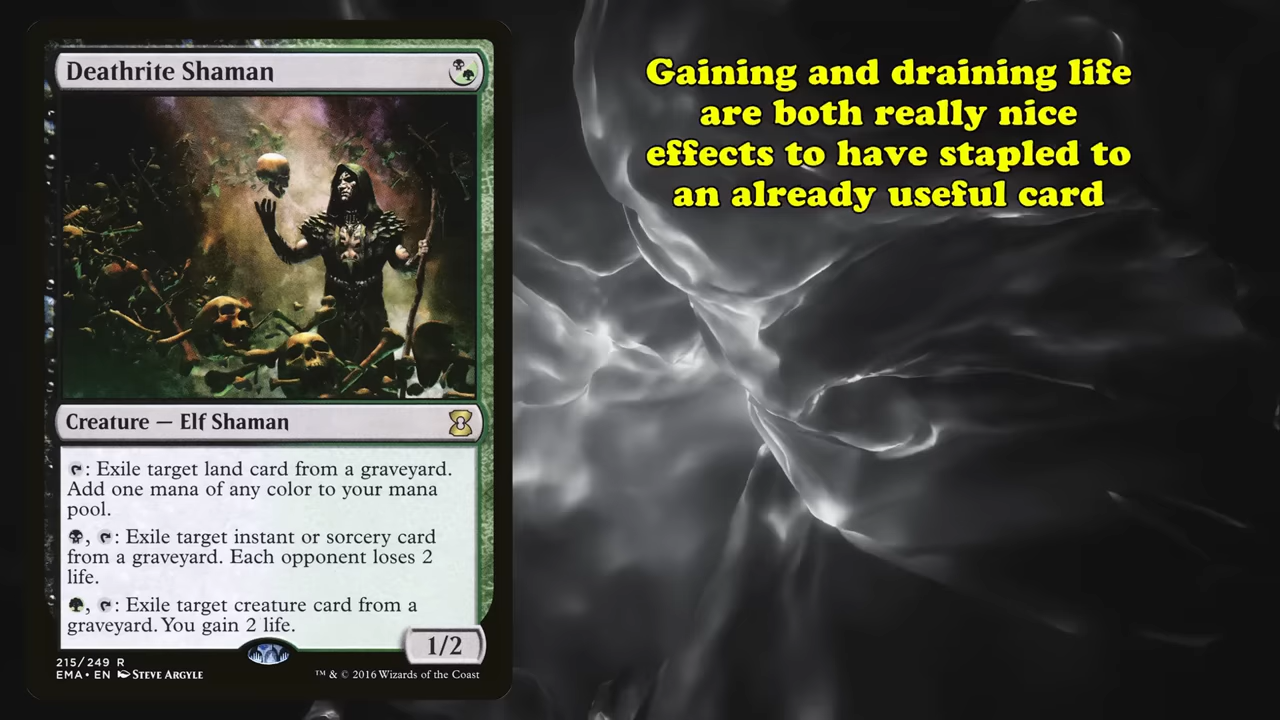 Deathrite Shaman
Gaining and draining life
are both really nice
effects to have stapled to
an already useful card
Creature — Elf Shaman
: Exile target land card from a graveyard.
Add one mana of any color to your mana
pool.
, : Exile target instant or sorcery card
from a graveyard. Each opponent loses 2
life.
, : Exile target creature card from a
graveyard. You gain 2 life.
1/2
215/249 R
EMA • EN STEVE ARGYLE
™ & © 2016 Wizards of the Coast